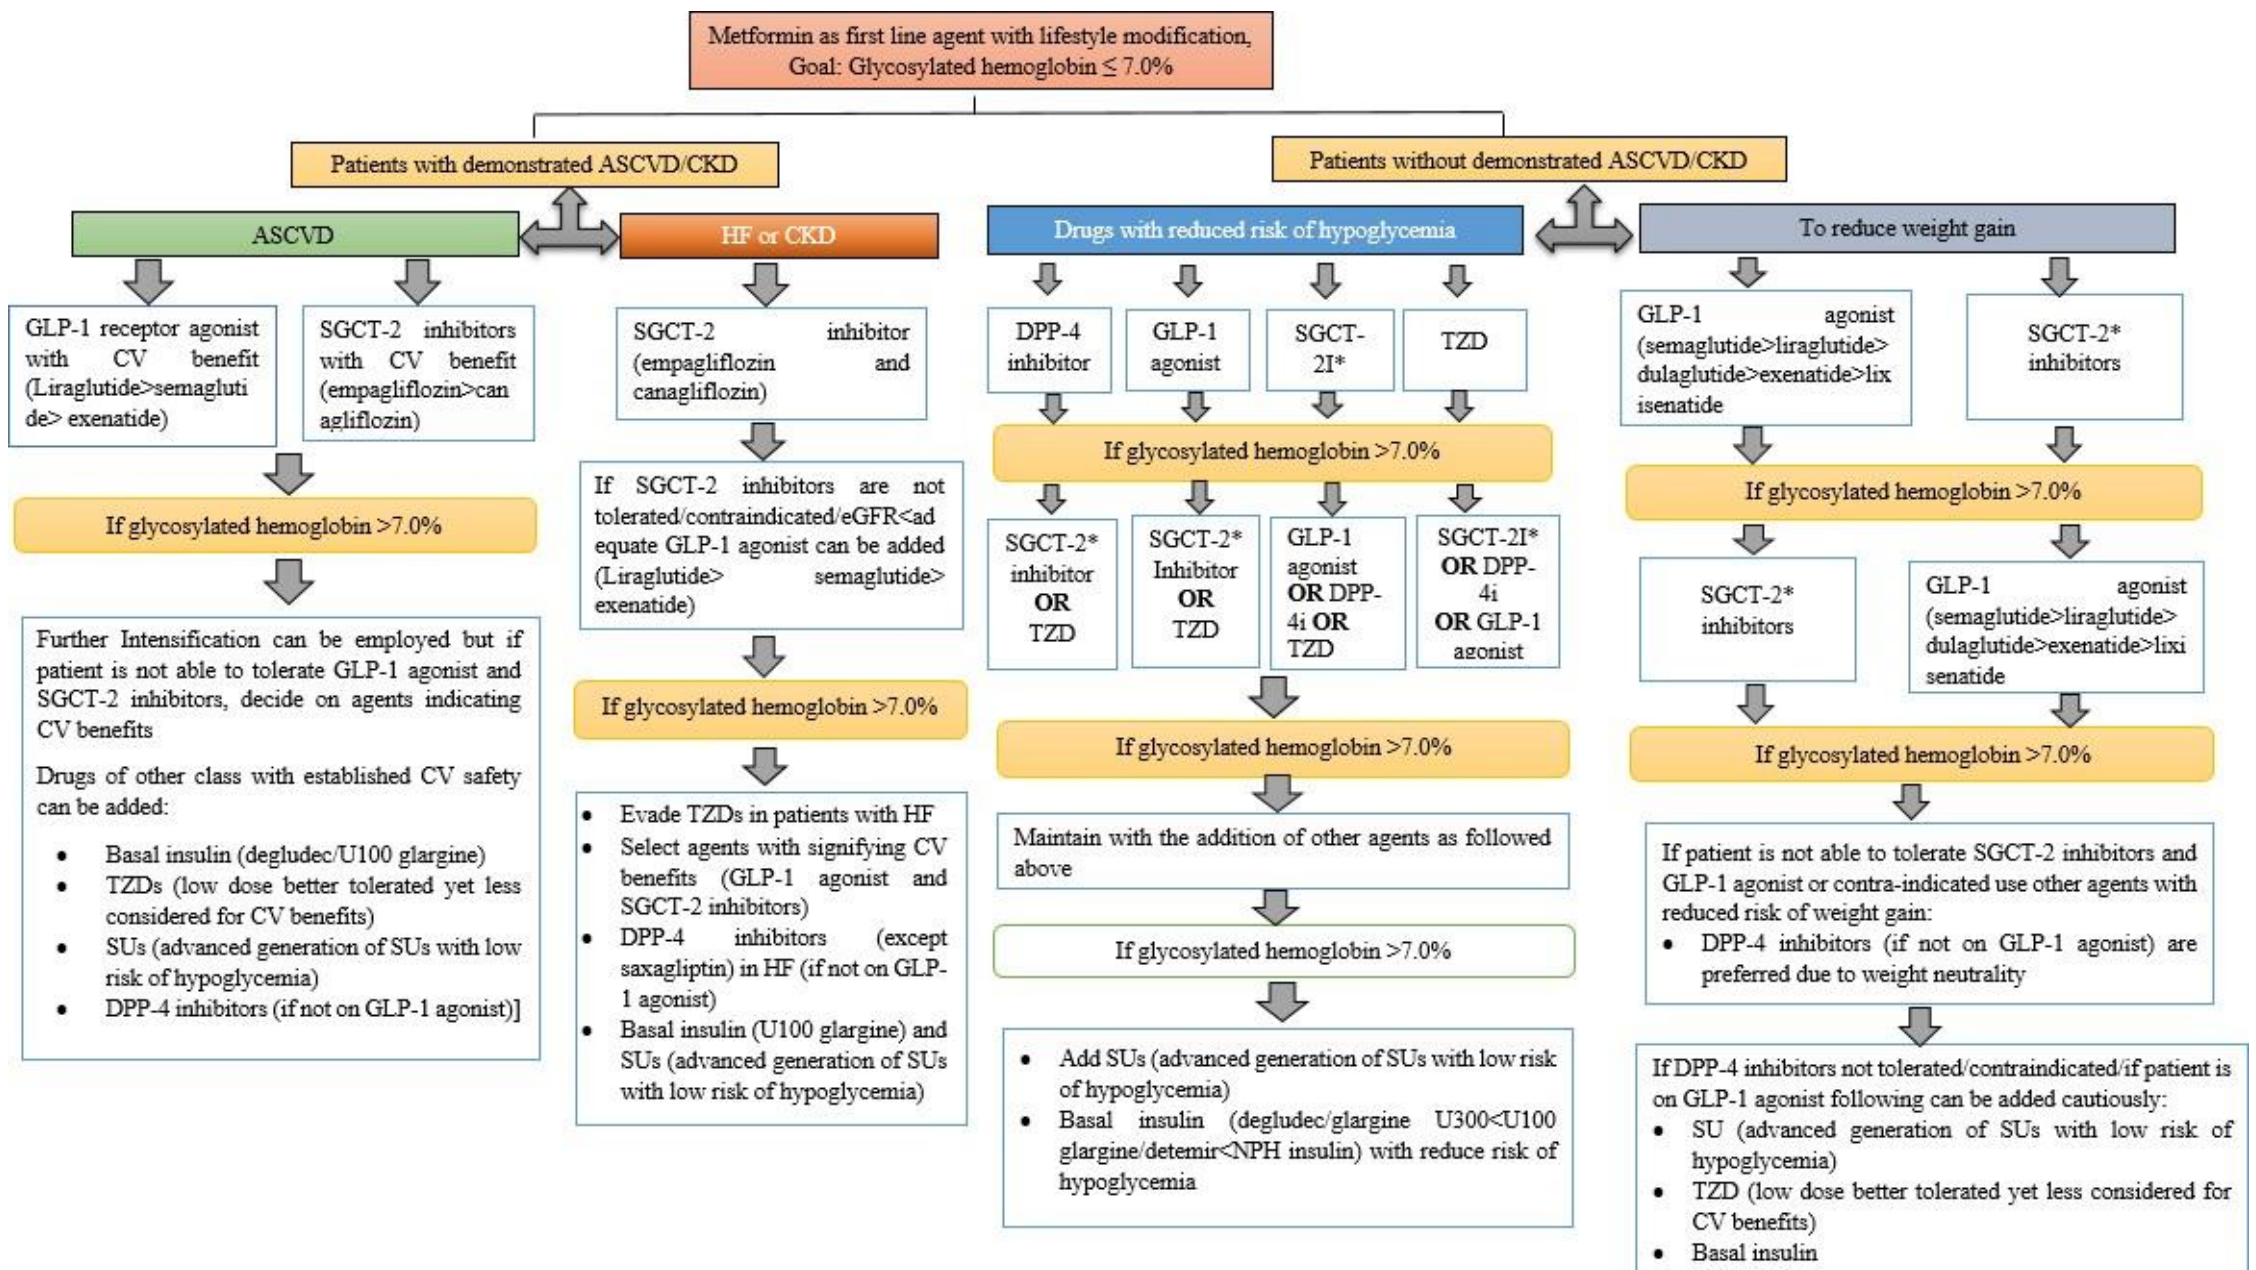 Metformin as first line agent with lifestyle modification,
Goal: Glycosylated hemoglobin ≤ 7.0%
Patients with demonstrated ASCVD/CKD
Patients without demonstrated ASCVD/CKD
ASCVD
HF or CKD
Drugs with reduced risk of hypoglycemia
To reduce weight gain
GLP-1 receptor agonist
with CV benefit
(Liraglutide>semagluti
de> exenatide)
SGCT-2 inhibitors
with CV benefit
(empagliflozin>can
agliflozin)
If glycosylated hemoglobin >7.0%
Further Intensification can be employed but if
patient is not able to tolerate GLP-1 agonist and
SGCT-2 inhibitors, decide on agents indicating
CV benefits
Drugs of other class with established CV safety
can be added:
• Basal insulin (degludec/U100 glargine)
• TZDs (low dose better tolerated yet less
considered for CV benefits)
• SUs (advanced generation of SUs with low
risk of hypoglycemia)
• DPP-4 inhibitors (if not on GLP-1 agonist)]
SGCT-2 inhibitor
(empagliflozin and
canagliflozin)
If SGCT-2 inhibitors are not
tolerated/contraindicated/eGFR<ad
equate GLP-1 agonist can be added
(Liraglutide> semaglutide>
exenatide)
If glycosylated hemoglobin >7.0%
• Evade TZDs in patients with HF
• Select agents with signifying CV
benefits (GLP-1 agonist and
SGCT-2 inhibitors)
• DPP-4 inhibitors (except
saxagliptin) in HF (if not on GLP-
1 agonist)
• Basal insulin (U100 glargine) and
SUs (advanced generation of SUs
with low risk of hypoglycemia)
DPP-4
inhibitor
GLP-1
agonist
SGCT-
2I*
TZD
If glycosylated hemoglobin >7.0%
SGCT-2*
inhibitor
OR
TZD
SGCT-2*
Inhibitor
OR
TZD
GLP-1
agonist
OR DPP-
4i OR
TZD
SGCT-2I*
OR DPP-
4i
OR GLP-1
agonist
If glycosylated hemoglobin >7.0%
Maintain with the addition of other agents as followed
above
If glycosylated hemoglobin >7.0%
• Add SUs (advanced generation of SUs with low risk
of hypoglycemia)
• Basal insulin (degludec/glargine U300<U100
glargine/detemir<NPH insulin) with reduce risk of
hypoglycemia
GLP-1 agonist
(semaglutide>liraglutide>
dulaglutide>exenatide>lix
isenatide
SGCT-2*
inhibitors
If glycosylated hemoglobin >7.0%
SGCT-2*
inhibitors
GLP-1 agonist
(semaglutide>liraglutide>
dulaglutide>exenatide>lixi
senatide
If glycosylated hemoglobin >7.0%
If patient is not able to tolerate SGCT-2 inhibitors and
GLP-1 agonist or contra-indicated use other agents with
reduced risk of weight gain:
• DPP-4 inhibitors (if not on GLP-1 agonist) are
preferred due to weight neutrality
If DPP-4 inhibitors not tolerated/contraindicated/if patient is
on GLP-1 agonist following can be added cautiously:
• SU (advanced generation of SUs with low risk of
hypoglycemia)
• TZD (low dose better tolerated yet less considered for
CV benefits)
• Basal insulin